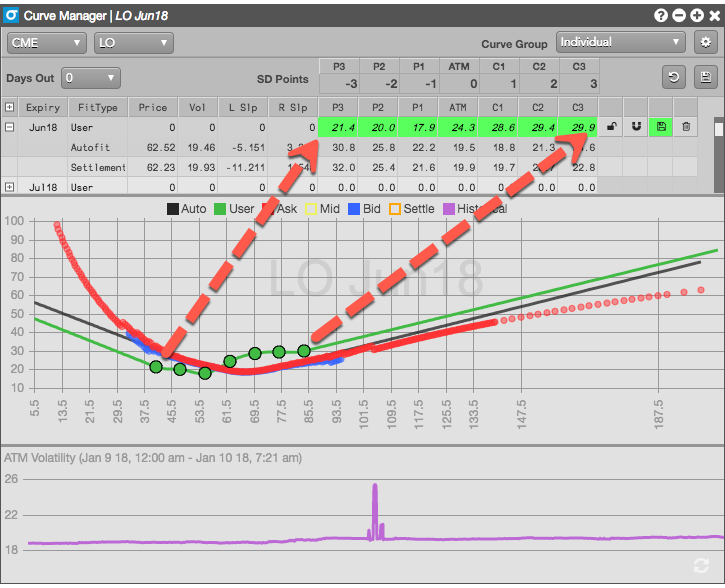 Curve Manager | LO Jun18
CME LO Curve Group Individual
P3 P2 P1 ATM C1 C2 C3
Days Out 0 SD Points -3 -2 -1 0 1 2 3
Expiry FitType Price Vol L Slp R Slp P3 P2 P1 ATM C1 C2 C3
Jun18 User 0 0 0 0 21.4 20.0 17.9 24.3 28.6 29.4 29.9
Autofit 62.52 19.46 -5.151 30.8 25.8 22.2 19.5 18.8 21.3
Settlement 62.23 19.93 -11.211 32.0 25.4 21.6 19.9 19.7 22.8
Jul18 User 0 0 0 0 0.0 0.0 0.0 0.0 0.0 0.0 0.0
Auto User Ask Mid Bid Settle Historical
LO Jun18
100
90
80
70
60
50
40
30
20
10
5.5 13.5 21.5 29.5 37.5 45.5 53.5 61.5 69.5 77.5 85.5 93.5 101.5 109.5 117.5 125.5 133.5 147.5 187.5
ATM Volatility (Jan 9 18, 12:00 am - Jan 10 18, 7:21 am)
26
22
18